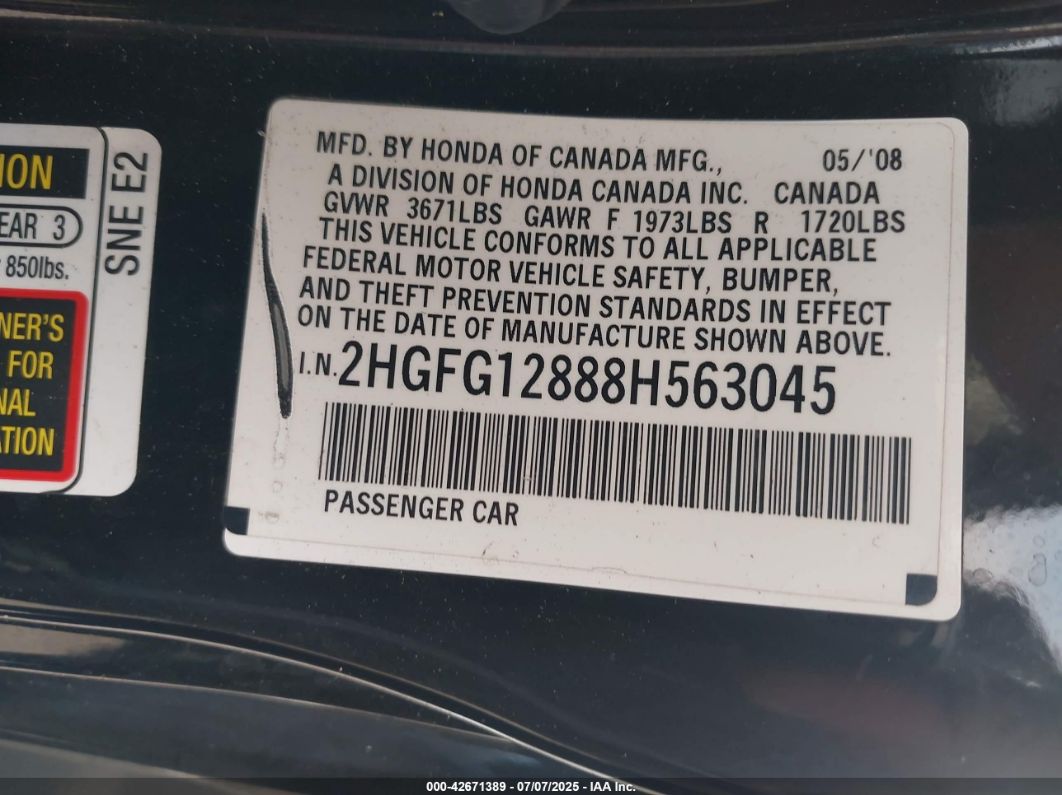 ION
EAR 3
850lbs.
NER'S
FOR
NAL
ATION
SNE E2
MFD. BY HONDA OF CANADA MFG., 05/'08
A DIVISION OF HONDA CANADA INC. CANADA
GVWR 3671LBS GAWR F 1973LBS R 1720LBS
THIS VEHICLE CONFORMS TO ALL APPLICABLE
FEDERAL MOTOR VEHICLE SAFETY, BUMPER,
AND THEFT PREVENTION STANDARDS IN EFFECT
ON THE DATE OF MANUFACTURE SHOWN ABOVE.
I.N. 2HGFG12888H563045
PASSENGER CAR
000-42671389 - 07/07/2025 - IAA Inc.